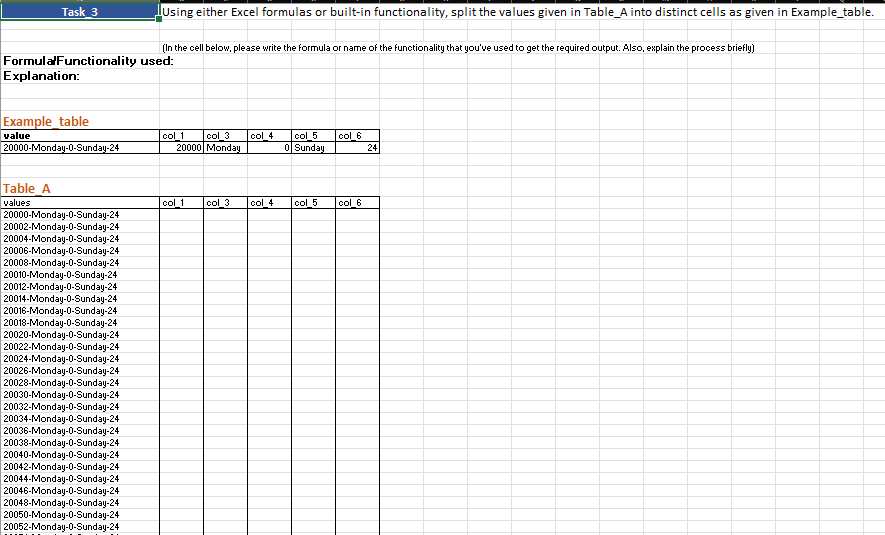 Task_3 Using either Excel formulas or built-in functionality, split the values given in Table_A into distinct cells as given in Example_table.
(In the cell below, please write the formula or name of the functionality that you've used to get the required output. Also, explain the process briefly)
Formula/Functionality used:
Explanation:
Example_table
value col_1 col_3 col_4 col_5 col_6
20000-Monday-0-Sunday-24 20000 Monday 0 Sunday 24
Table_A
values col_1 col_3 col_4 col_5 col_6
20000-Monday-0-Sunday-24
20002-Monday-0-Sunday-24
20004-Monday-0-Sunday-24
20006-Monday-0-Sunday-24
20008-Monday-0-Sunday-24
20010-Monday-0-Sunday-24
20012-Monday-0-Sunday-24
20014-Monday-0-Sunday-24
20016-Monday-0-Sunday-24
20018-Monday-0-Sunday-24
20020-Monday-0-Sunday-24
20022-Monday-0-Sunday-24
20024-Monday-0-Sunday-24
20026-Monday-0-Sunday-24
20028-Monday-0-Sunday-24
20030-Monday-0-Sunday-24
20032-Monday-0-Sunday-24
20034-Monday-0-Sunday-24
20036-Monday-0-Sunday-24
20038-Monday-0-Sunday-24
20040-Monday-0-Sunday-24
20042-Monday-0-Sunday-24
20044-Monday-0-Sunday-24
20046-Monday-0-Sunday-24
20048-Monday-0-Sunday-24
20050-Monday-0-Sunday-24
20052-Monday-0-Sunday-24